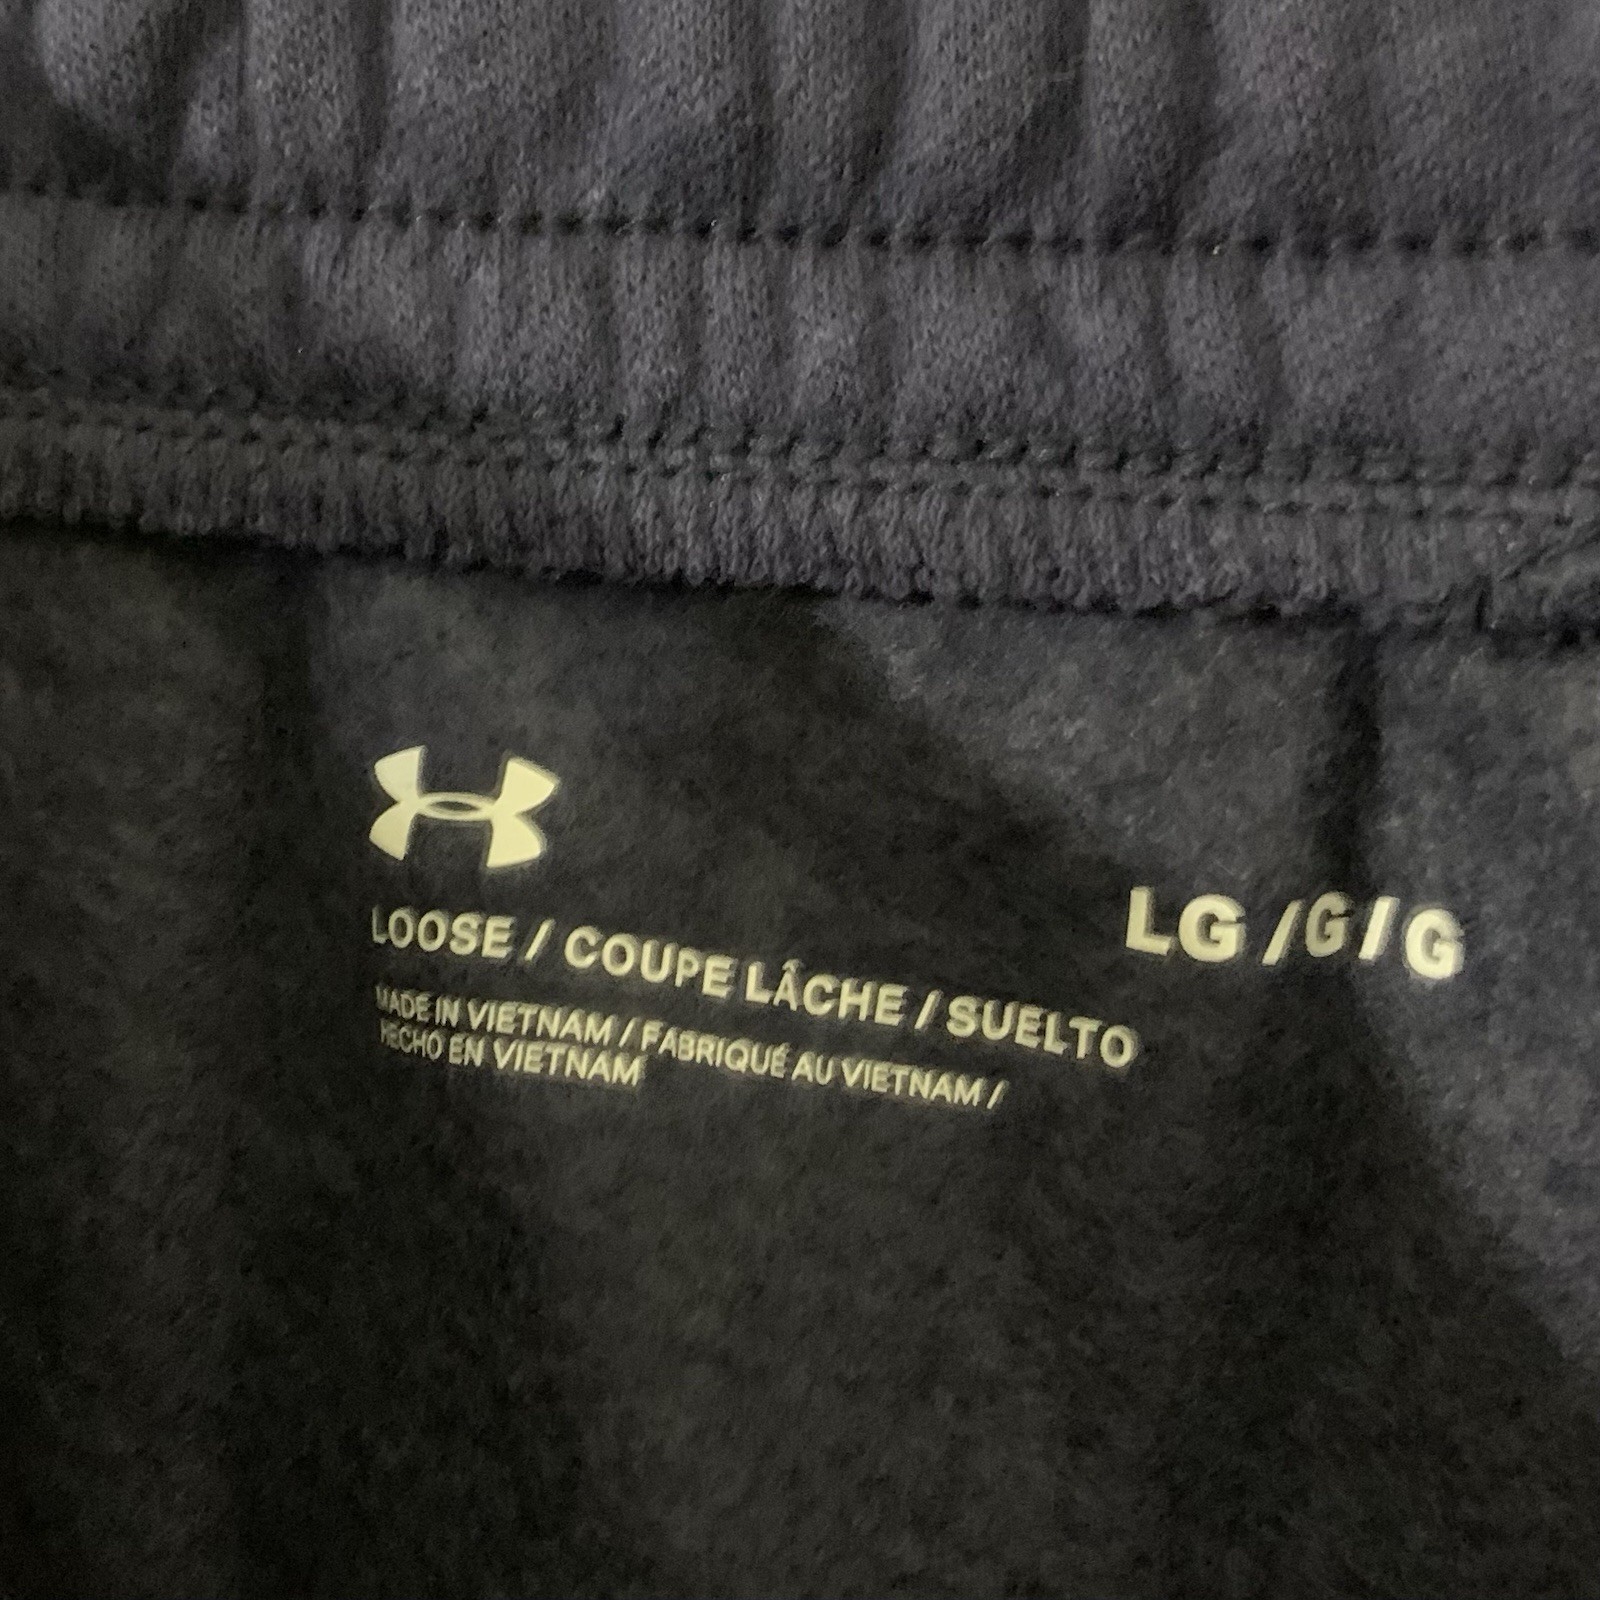 LOOSE / COUPE LÂCHE / SUELTO
LG /G/G
MADE IN VIETNAM / FABRIQUÉ AU VIETNAM /
HECHO EN VIETNAM